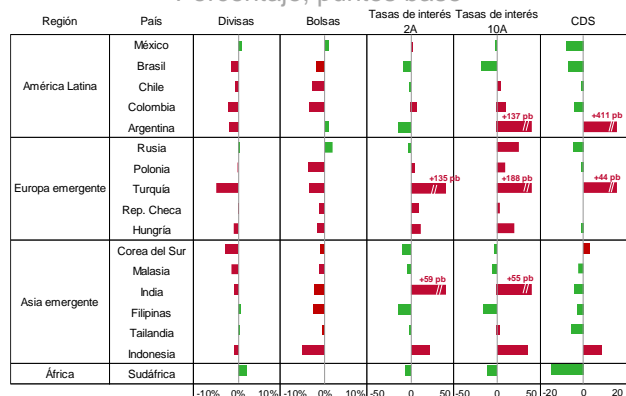 Porcentaje, puntos base
Región País Divisas Bolsas Tasas de interés 2A Tasas de interés 10A CDS
América Latina
México
Brasil
Chile
Colombia
Argentina +137 pb +411 pb
Europa emergente
Rusia
Polonia
Turquía +135 pb +188 pb +44 pb
Rep. Checa
Hungría
Asia emergente
Corea del Sur
Malasia
India +59 pb +55 pb
Filipinas
Tailandia
Indonesia
África Sudáfrica
-10% 0% 10% -10% 0% 10% -50 0 50 -50 0 50 -20 0 20